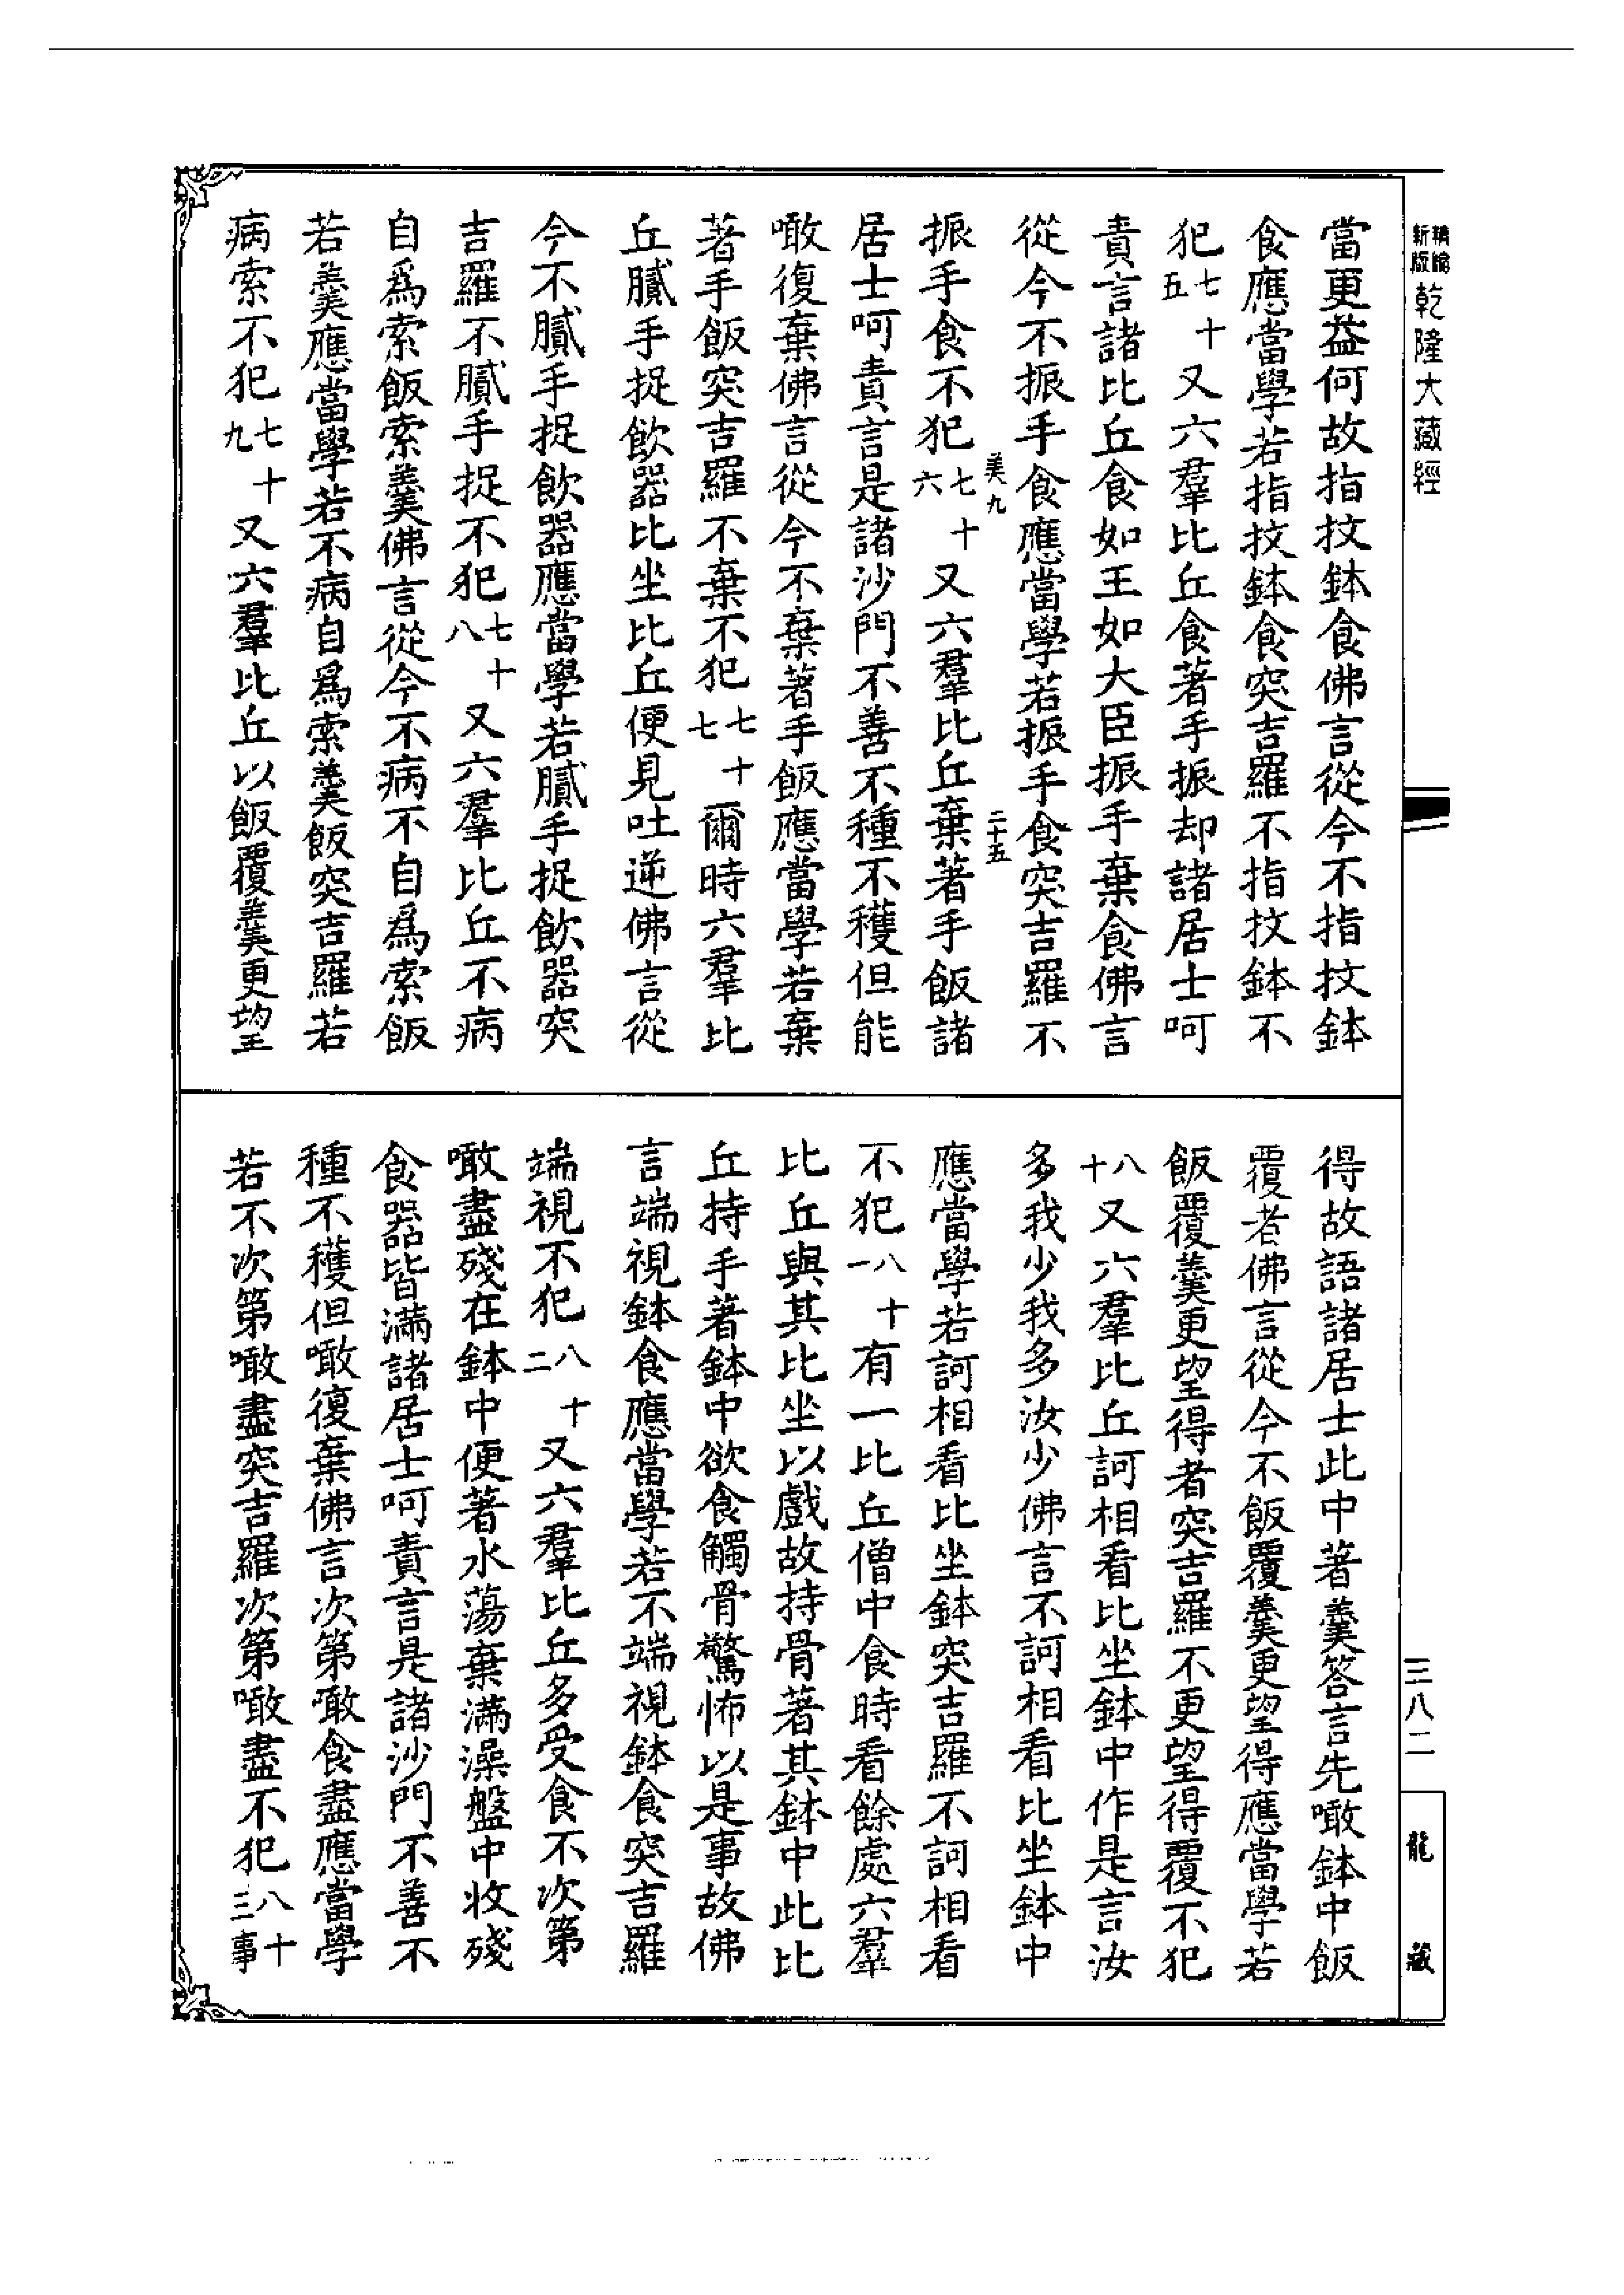 精縮新版乾隆大藏經
當更益何故指抆鉢食佛言從今不指抆鉢
食應當學若指抆鉢食突吉羅不指抆鉢不
犯七十五又六羣比丘食著手振却諸居士呵
責言諸比丘食如王如大臣振手棄食佛言
從今不振手食應當學若振手食突吉羅不
美九 二十五
振手食不犯七十六又六羣比丘棄著手飯諸
居士呵責言是諸沙門不善不種不穫但能
噉復棄佛言從今不棄著手飯應當學若棄
著手飯突吉羅不棄不犯七十七爾時六羣比
丘膩手捉飲器比坐比丘便見吐逆佛言從
今不膩手捉飲器應當學若膩手捉飲器突
吉羅不膩手捉不犯七十八又六羣比丘不病
自爲索飯索羹佛言從今不病不自爲索飯
若羹應當學若不病自爲索羹飯突吉羅若
病索不犯七十九又六羣比丘以飯覆羹更望
得故語諸居士此中著羹答言先噉鉢中飯
覆者佛言從今不飯覆羹更望得應當學若
飯覆羹更望得者突吉羅不更望得覆不犯
八十又六羣比丘訶相看比坐鉢中作是言汝
多我少我多汝少佛言不訶相看比坐鉢中
應當學若訶相看比坐鉢突吉羅不訶相看
不犯八十一有一比丘僧中食時看餘處六羣
比丘與其比坐以戲故持骨著其鉢中此比
丘持手著鉢中欲食觸骨驚怖以是事故佛
言端視鉢食應當學若不端視鉢食突吉羅
端視不犯八十二又六羣比丘多受食不次第
噉盡殘在鉢中便著水蕩棄滿澡盤中收殘
食器皆滿諸居士呵責言是諸沙門不善不
種不穫但噉復棄佛言次第噉食盡應當學
若不次第噉盡突吉羅次第噉盡不犯八十三事
三八二
龍藏